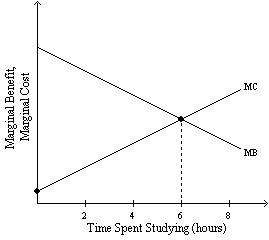 Marginal Benefit,
Marginal Cost
MC
MB
2 4 6 8
Time Spent Studying (hours)